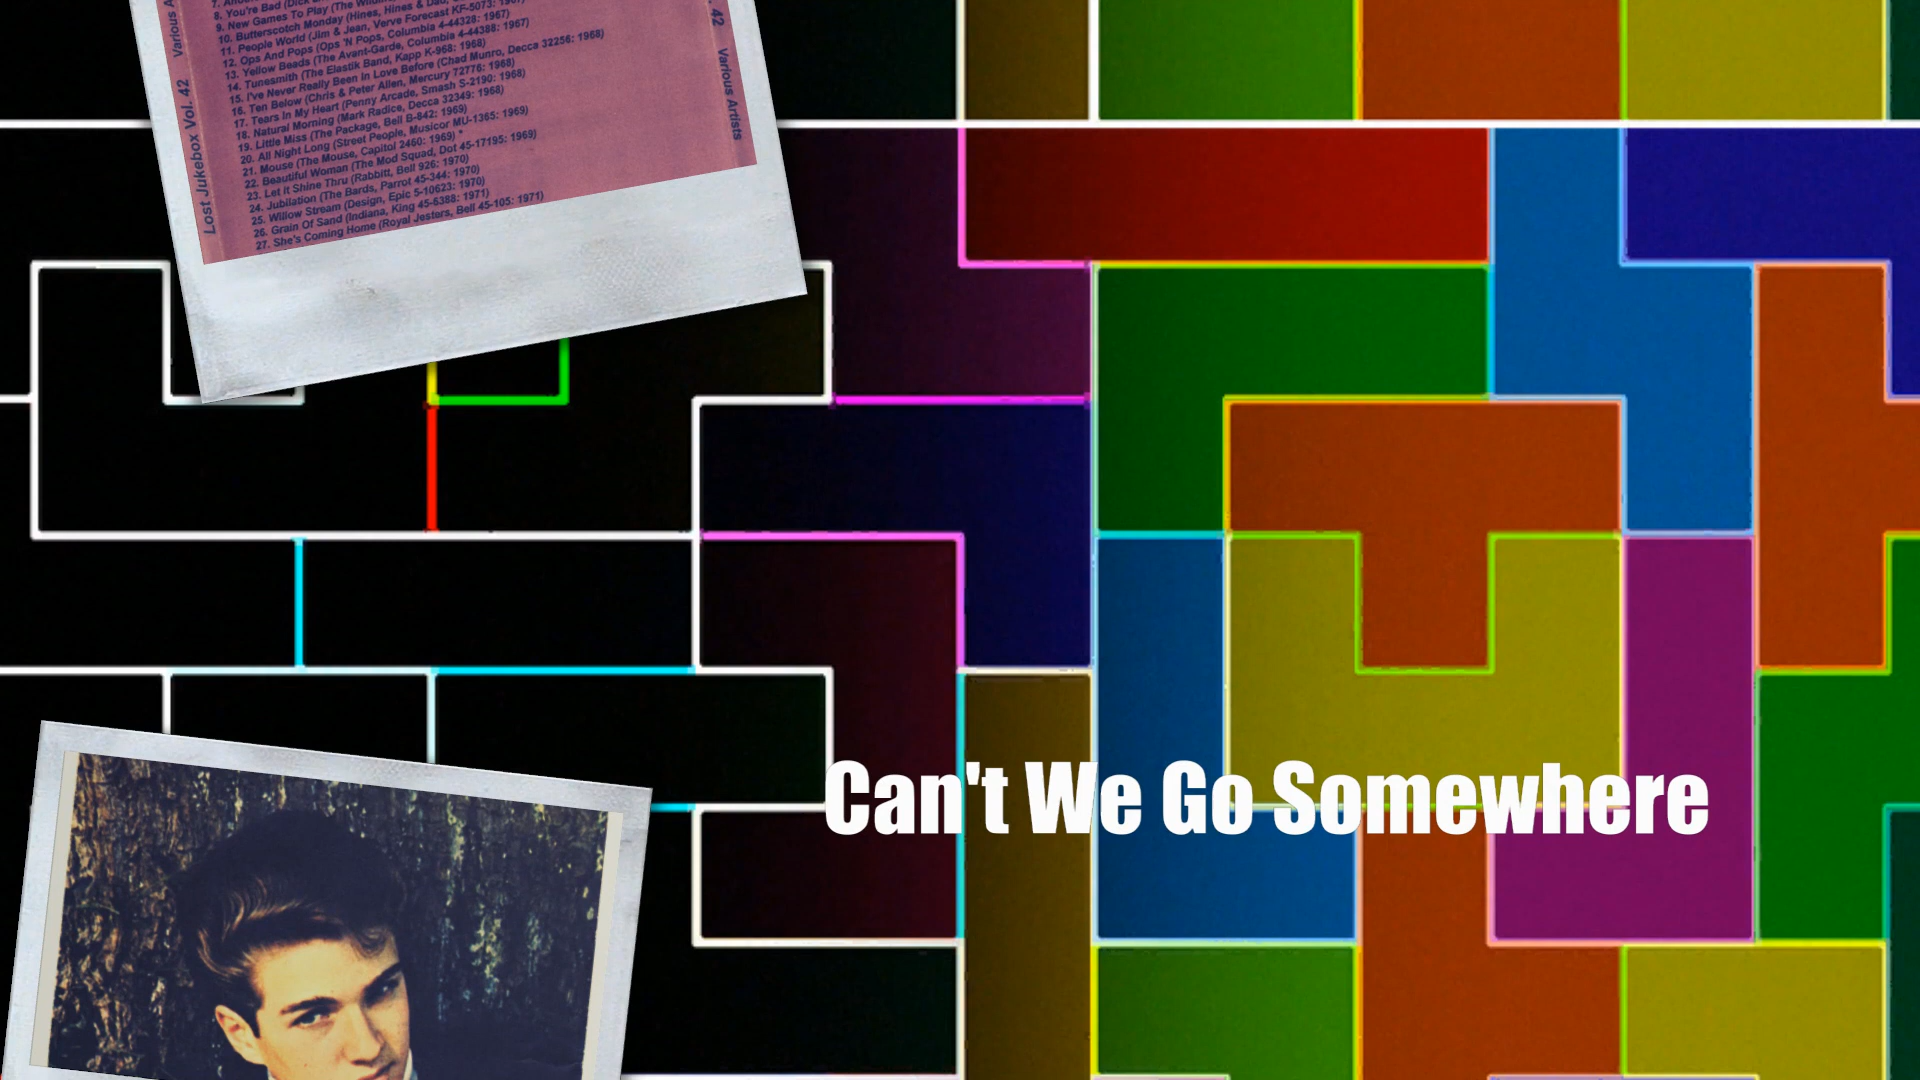 8. You're Bad (Dick
9. New Games To Play (The
10. Butterscotch Monday (Hines, Hines & Dad,
11. People World (Jim & Jean, Verve Forecast KF-5073: 1967)
12. Ops And Pops (Ops 'N Pops, Columbia 4-44328: 1967)
13. Yellow Beads (The Avant-Garde, Columbia 4-44388: 1967)
14. Tunesmith (The Elastik Band, Kapp K-968: 1968)
15. I've Never Really Been In Love Before (Chad Munro, Decca 32256: 1968)
16. Ten Below (Chris & Peter Allen, Mercury 72776: 1968)
17. Tears In My Heart (Penny Arcade, Smash S-2190: 1968)
18. Natural Morning (Mark Radice, Decca 32349: 1968)
19. Little Miss (The Package, Bell B-842: 1969)
20. All Night Long (Street People, Musicor MU-1365: 1969)
21. Mouse (The Mouse, Capitol 2460: 1969) *
22. Beautiful Woman (The Mod Squad, Dot 45-17195: 1969)
23. Let It Shine Thru (Rabbitt, Bell 926: 1970)
24. Jubilation (The Bards, Parrot 45-344: 1970)
25. Willow Stream (Design, Epic 5-10623: 1970)
26. Grain Of Sand (Indiana, King 45-6388: 1971)
27. She's Coming Home (Royal Jesters, Bell 45-105: 1971)
Lost Jukebox Vol. 42 Various A
. 42 Various Artists
Can't We Go Somewhere